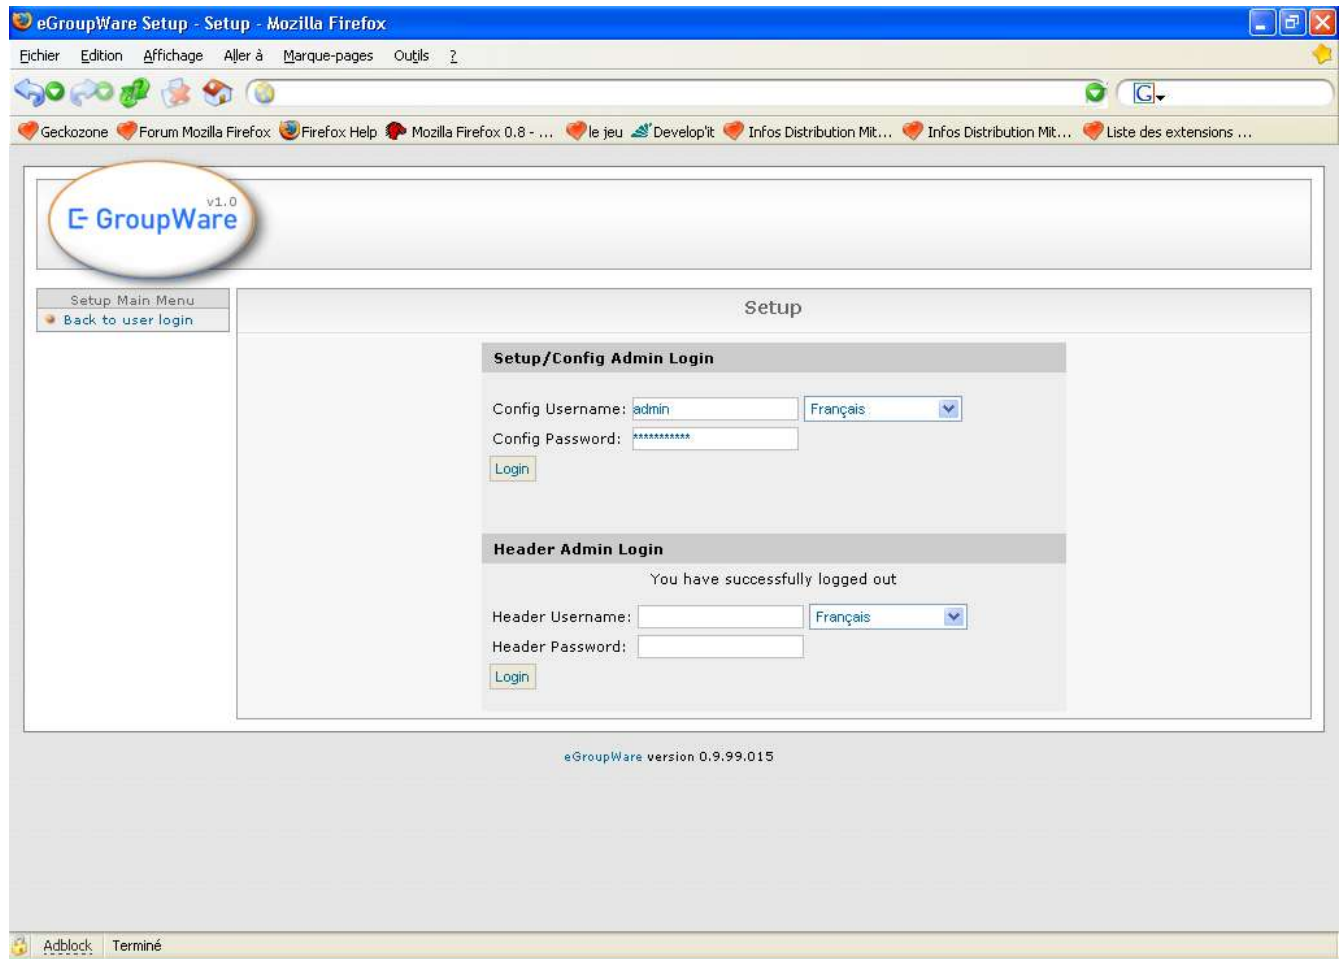 eGroupWare Setup - Setup - Mozilla Firefox
Fichier Edition Affichage Aller à Marque-pages Outils ?
G
Geckozone Forum Mozilla Firefox Firefox Help Mozilla Firefox 0.8 - ... le jeu Develop'it Infos Distribution Mit... Infos Distribution Mit... Liste des extensions ...
v1.0
E-GroupWare
Setup Main Menu
Back to user login
Setup
Setup/Config Admin Login
Config Username: admin Français
Config Password: ***********
Login
Header Admin Login
You have successfully logged out
Header Username: Français
Header Password:
Login
eGroupWare version 0.9.99.015
Adblock Terminé